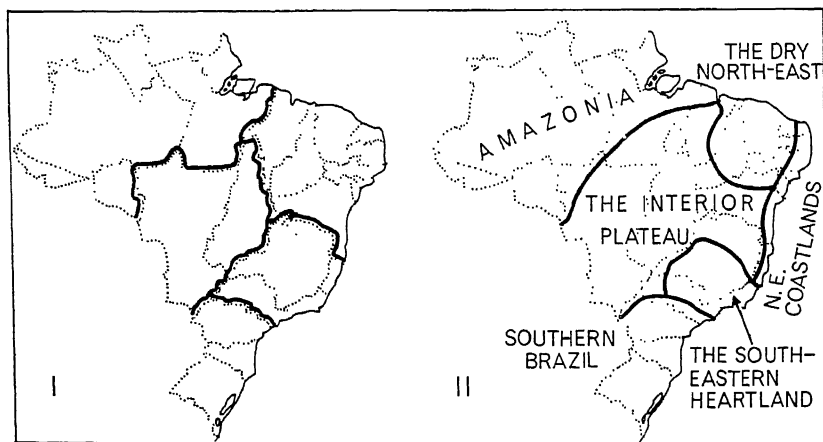 I
II
THE DRY
NORTH-EAST
AMAZONIA
THE INTERIOR
PLATEAU
N.E.
COASTLANDS
SOUTHERN
BRAZIL
THE SOUTH-
EASTERN
HEARTLAND